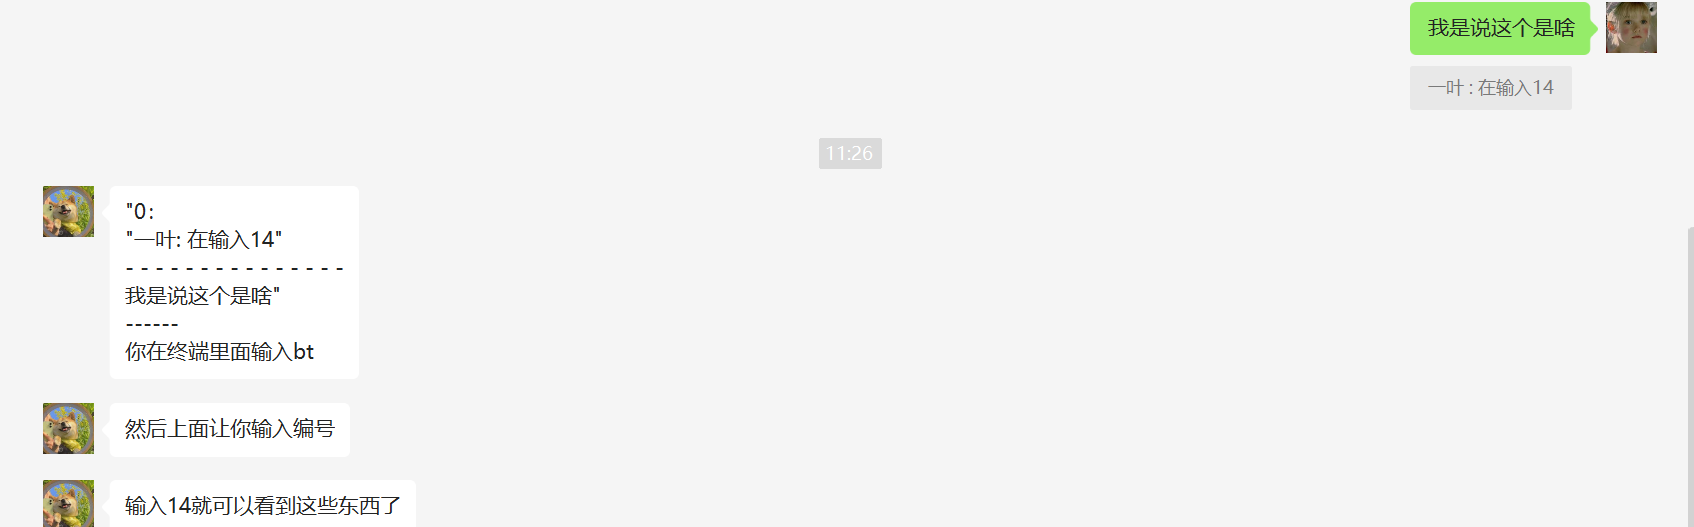 我是说这个是啥
一叶 : 在输入14
11:26
"0：
"一叶: 在输入14"
- - - - - - - - - - - - - - -
我是说这个是啥"
------
你在终端里面输入bt
然后上面让你输入编号
输入14就可以看到这些东西了